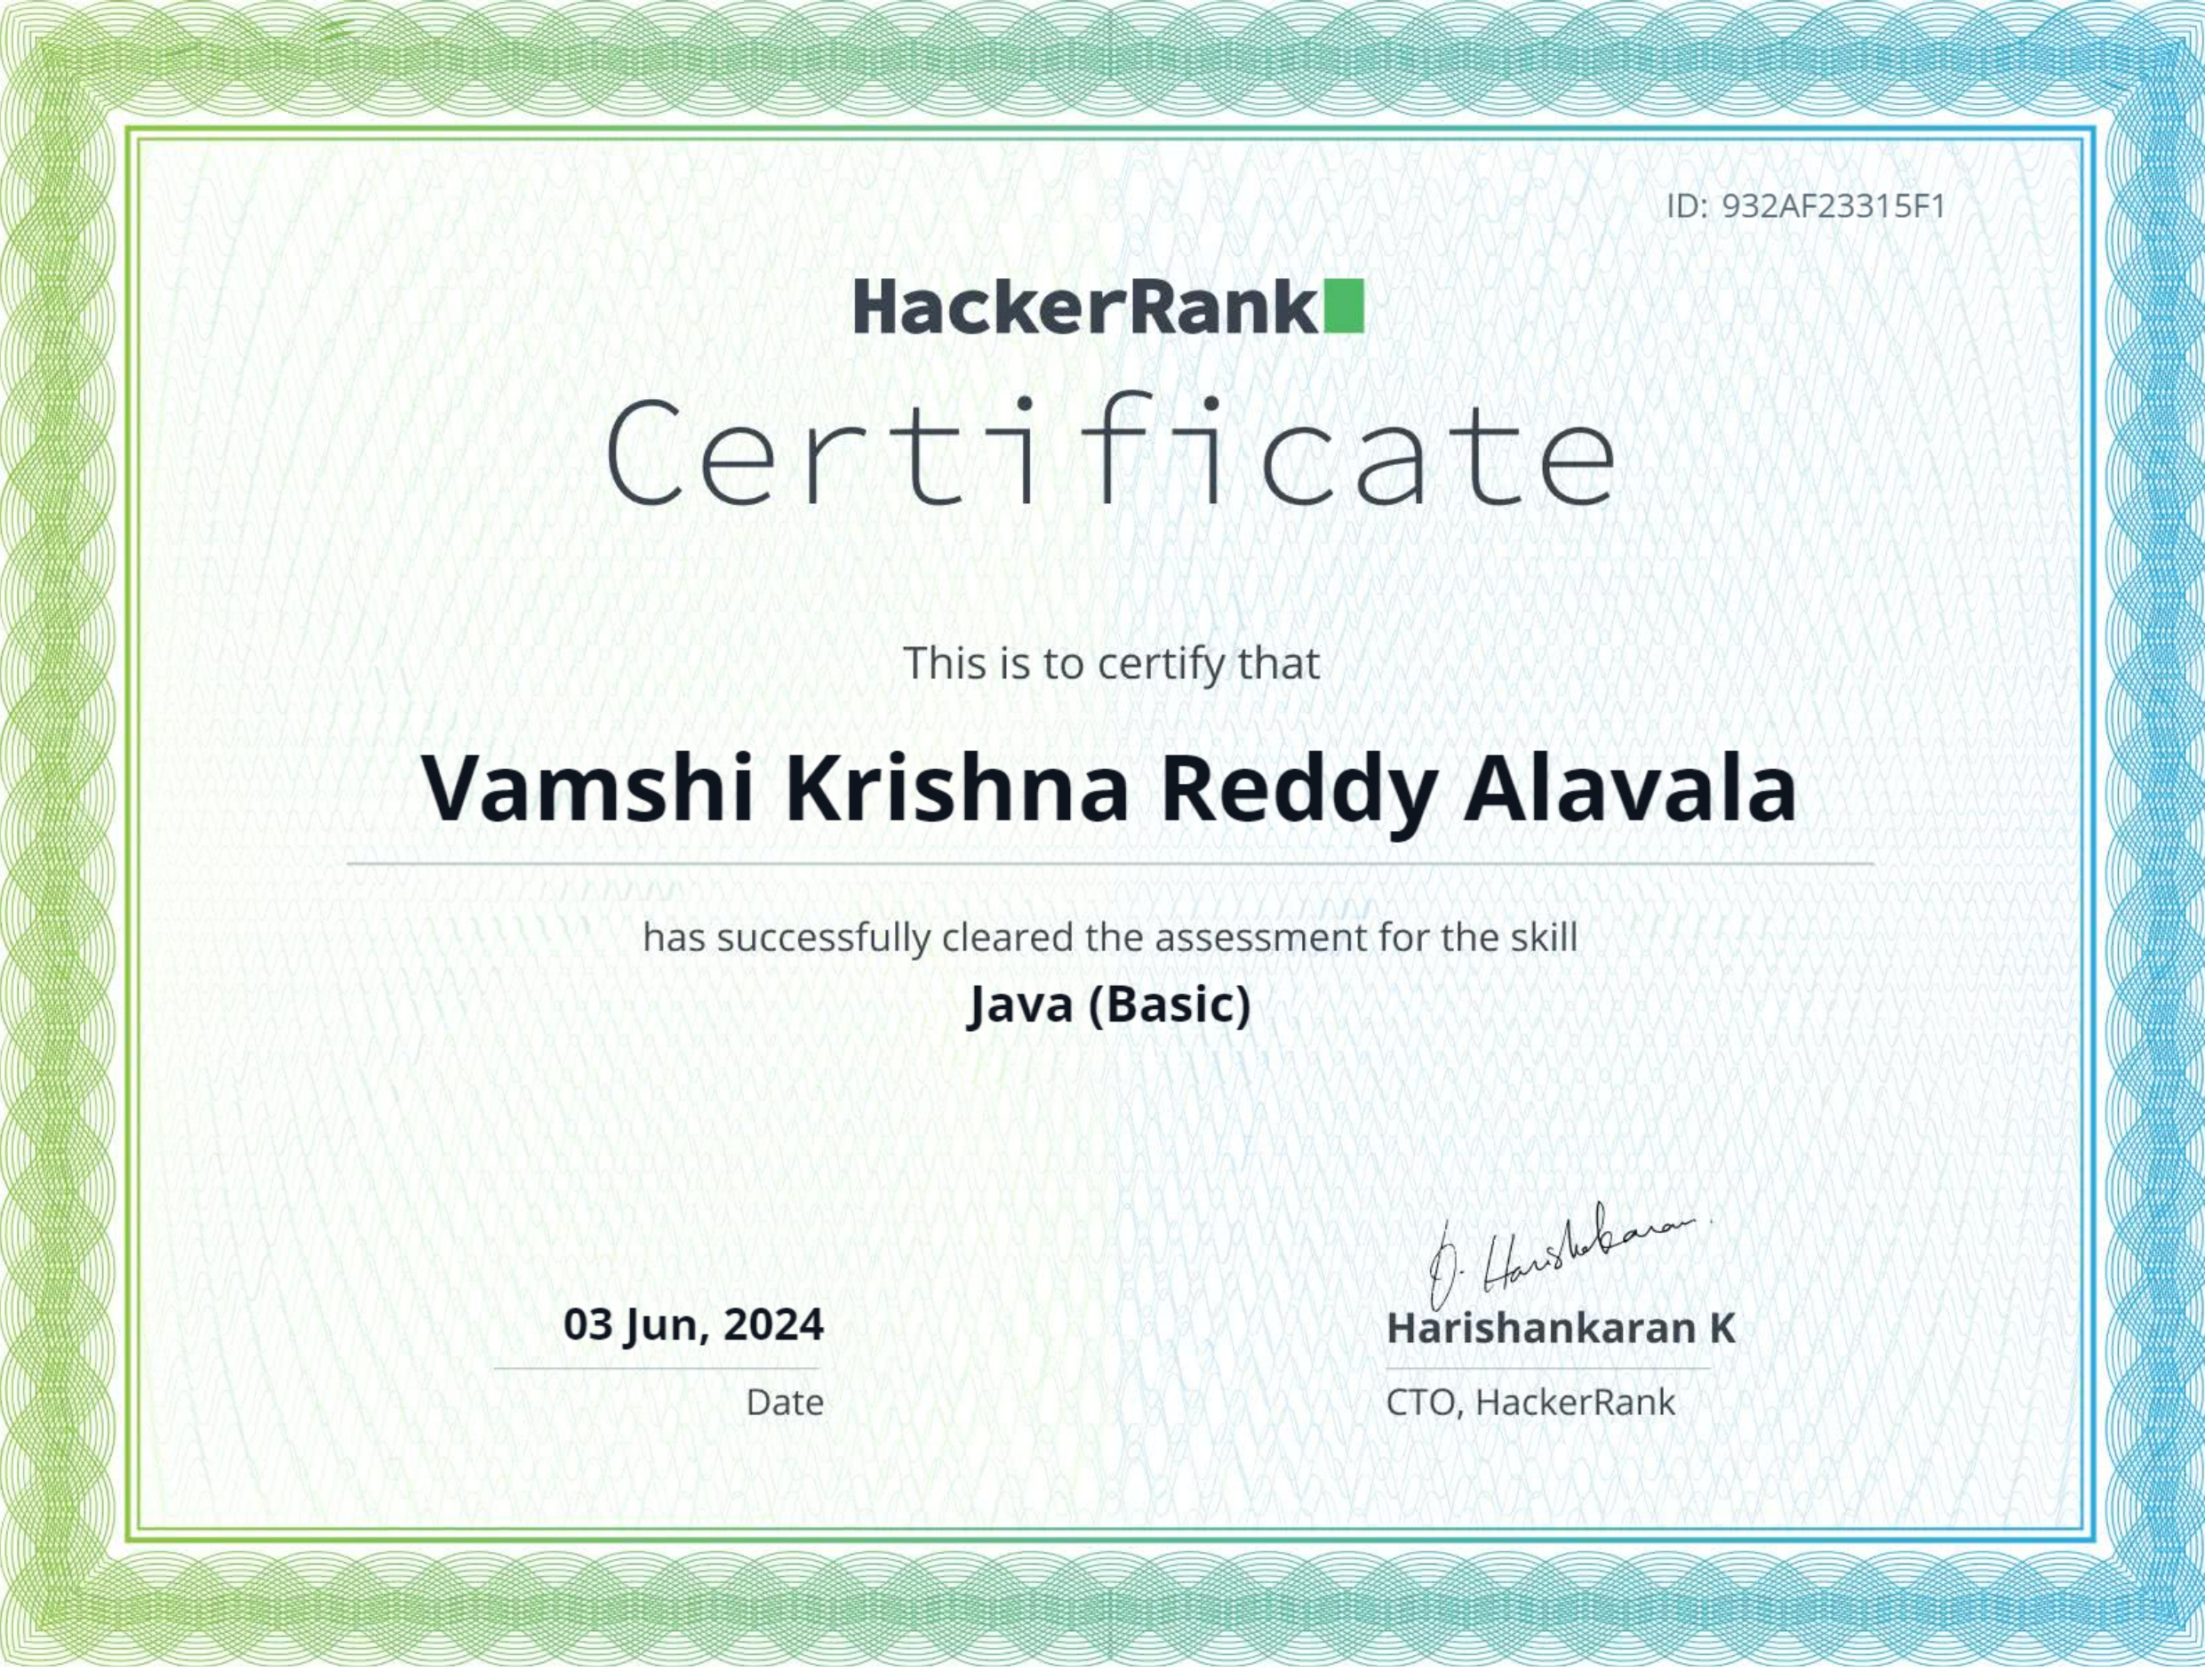 ID: 932AF23315F1
HackerRank
Certificate
This is to certify that
Vamshi Krishna Reddy Alavala
has successfully cleared the assessment for the skill
Java (Basic)
03 Jun, 2024
Date
Harishankaran K
CTO, HackerRank